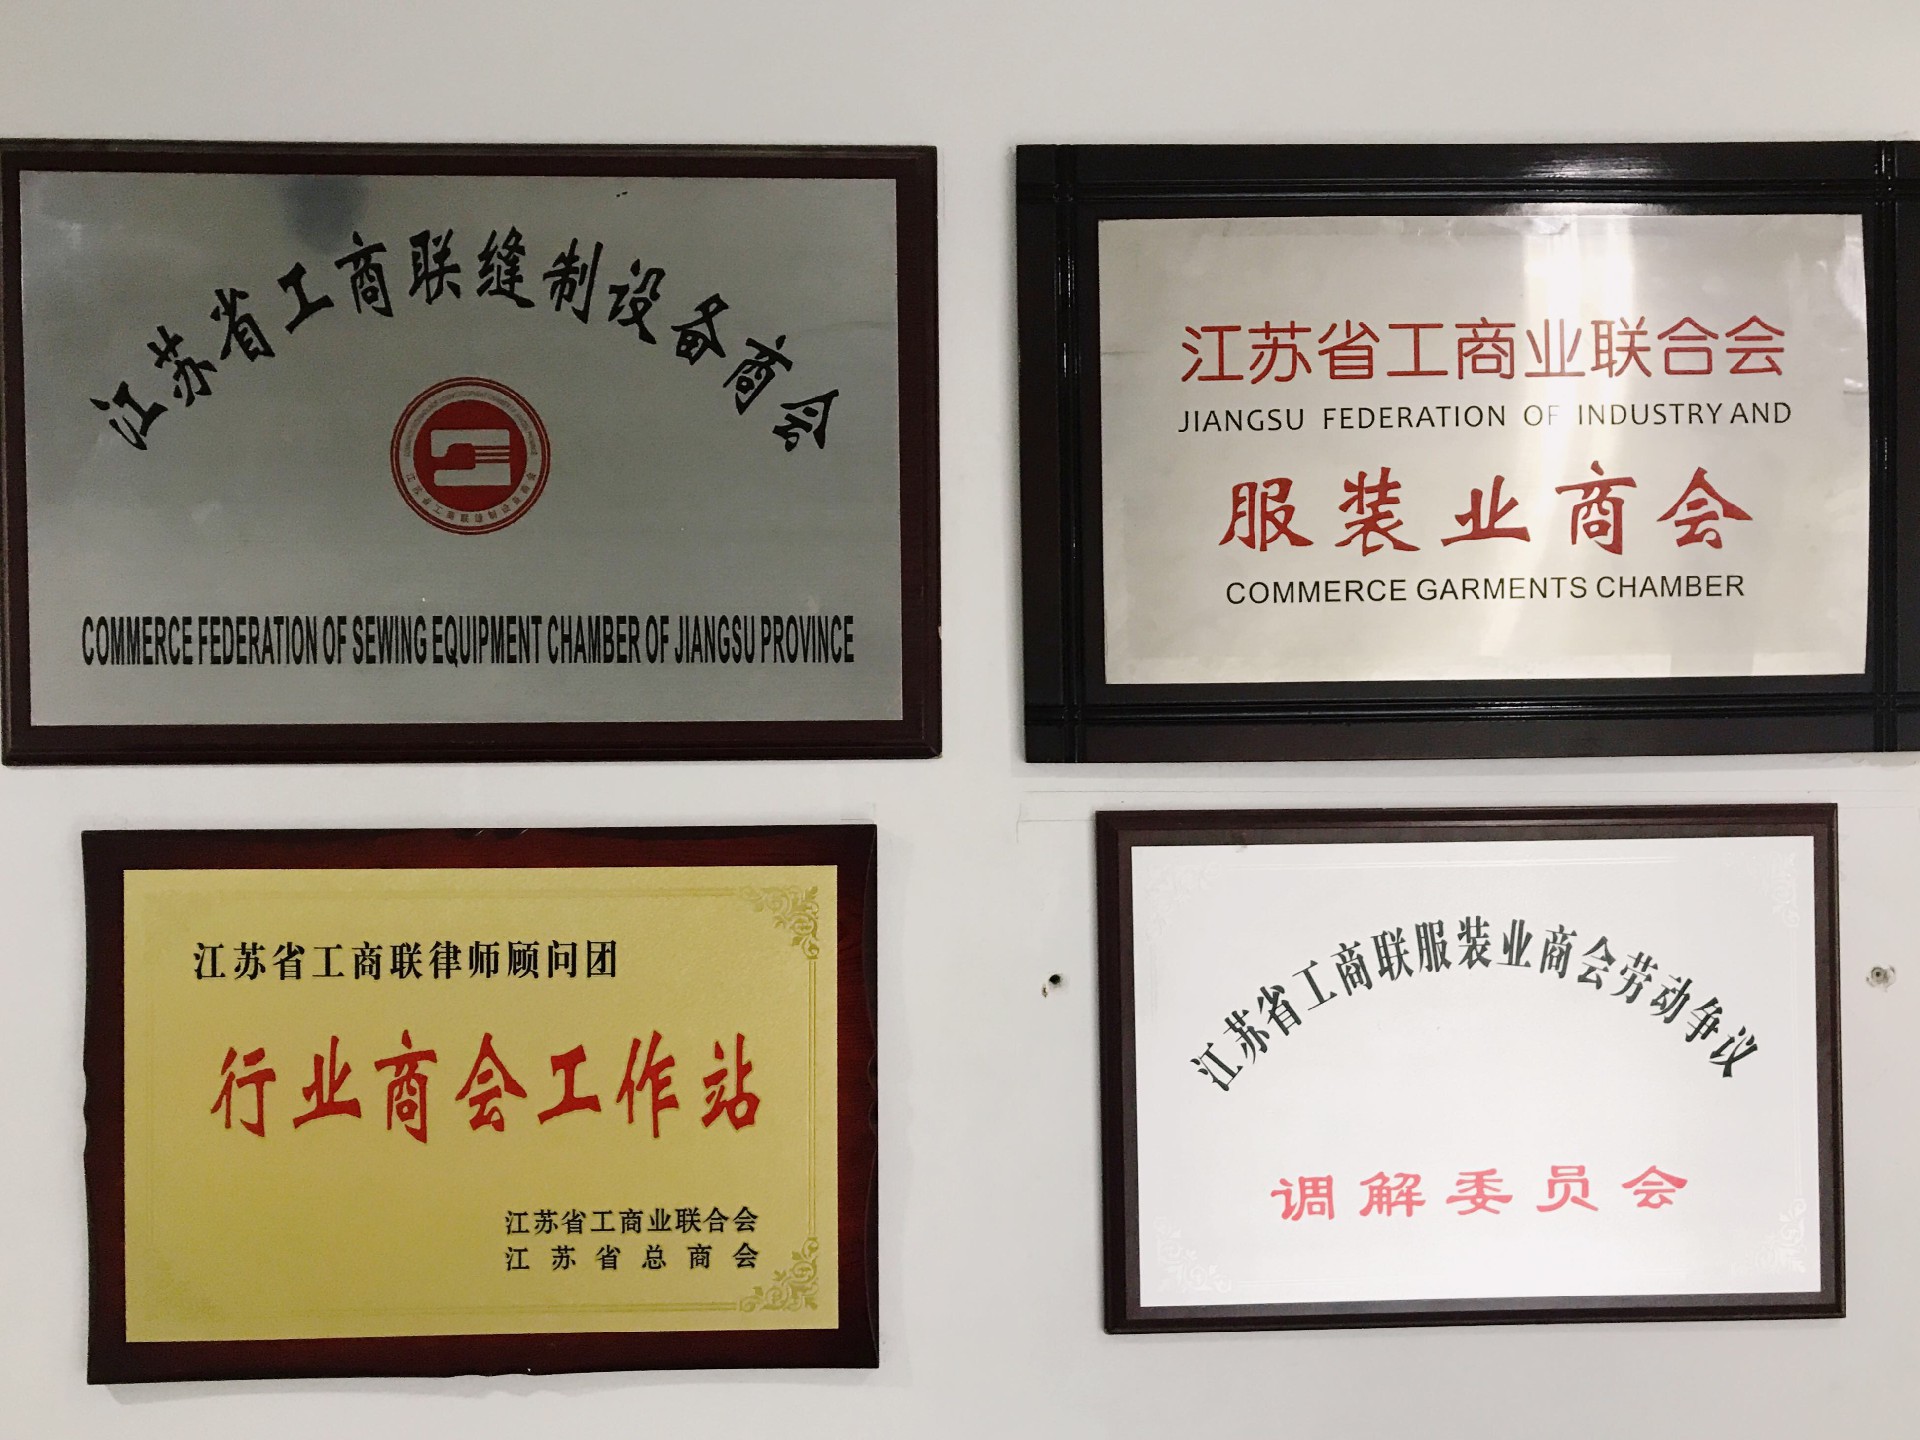 江苏省工商联缝制设备商会
COMMERCE FEDERATION OF SEWING EQUIPMENT CHAMBER OF JIANGSU PROVINCE
江苏省工商业联合会
JIANGSU FEDERATION OF INDUSTRY AND
服装业商会
COMMERCE GARMENTS CHAMBER
江苏省工商联律师顾问团
行业商会工作站
江苏省工商业联合会
江苏省总商会
江苏省工商联服装业商会劳动争议
调解委员会